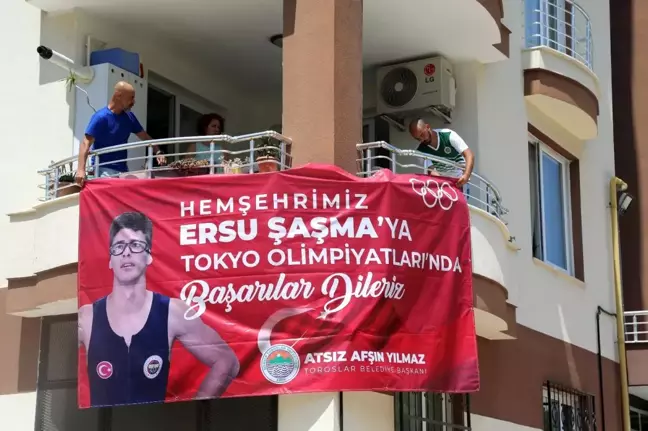 LG
HEMŞEHRİMİZ
ERSU ŞAŞMA'YA
TOKYO OLİMPİYATLARI'NDA
Başarılar Dileriz
ATSIZ AFŞIN YILMAZ
TOROSLAR BELEDİYE BAŞKANI